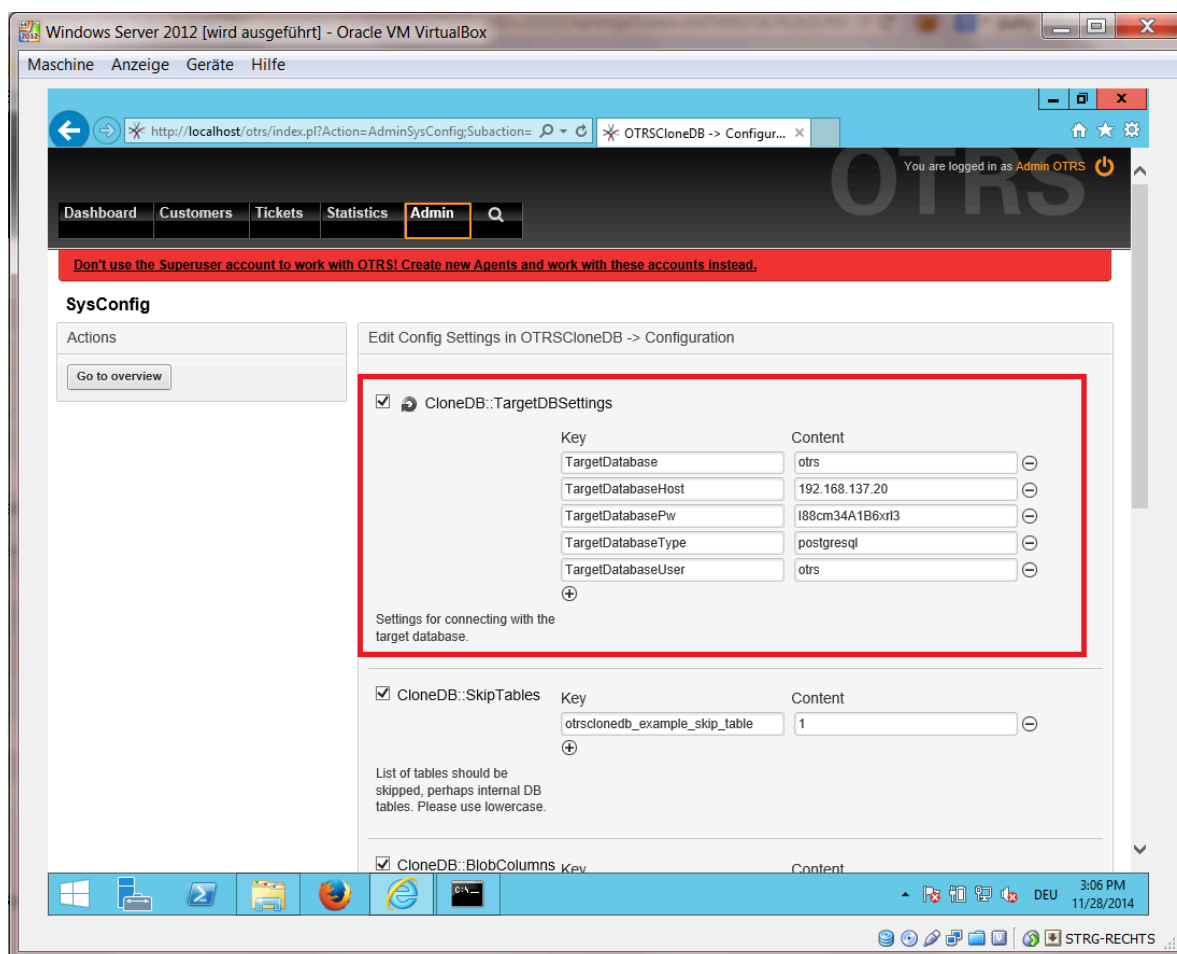 Windows Server 2012 [wird ausgeführt] - Oracle VM VirtualBox
Maschine Anzeige Geräte Hilfe
http://localhost/otrs/index.pl?Action=AdminSysConfig;Subaction=
OTRSCloneDB -> Configur...
OTRS
You are logged in as Admin OTRS
Dashboard Customers Tickets Statistics Admin
Don't use the Superuser account to work with OTRS! Create new Agents and work with these accounts instead.
SysConfig
Actions
Go to overview
Edit Config Settings in OTRSCloneDB -> Configuration
CloneDB::TargetDBSettings
Key Content
TargetDatabase otrs
TargetDatabaseHost 192.168.137.20
TargetDatabasePw I88cm34A1B6xrI3
TargetDatabaseType postgresql
TargetDatabaseUser otrs
Settings for connecting with the
target database.
CloneDB::SkipTables Key Content
otrsclonedb_example_skip_table 1
List of tables should be
skipped, perhaps internal DB
tables. Please use lowercase.
CloneDB::BlobColumns Key Content
DEU
3:06 PM
11/28/2014
STRG-RECHTS